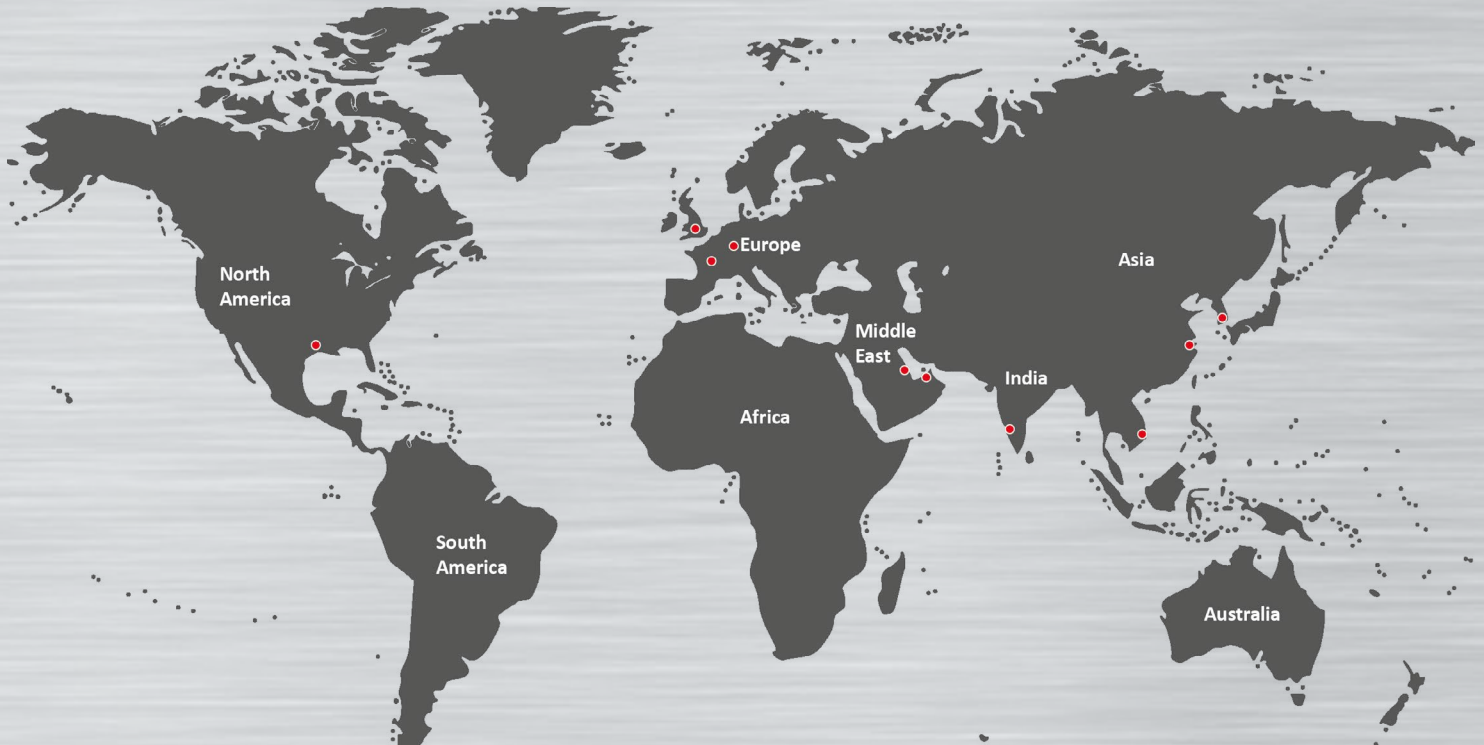 North
America
Europe
Asia
Middle
East
India
Africa
South
America
Australia